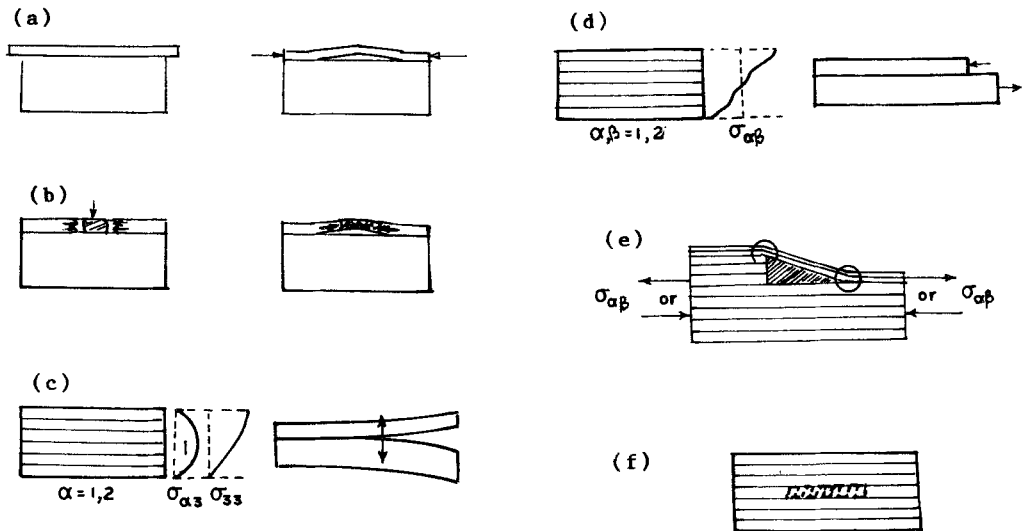 (a)
(b)
(c)
α = 1,2
σα3 σ33
(d)
α,β = 1,2
σαβ
(e)
σαβ or
or σαβ
(f)